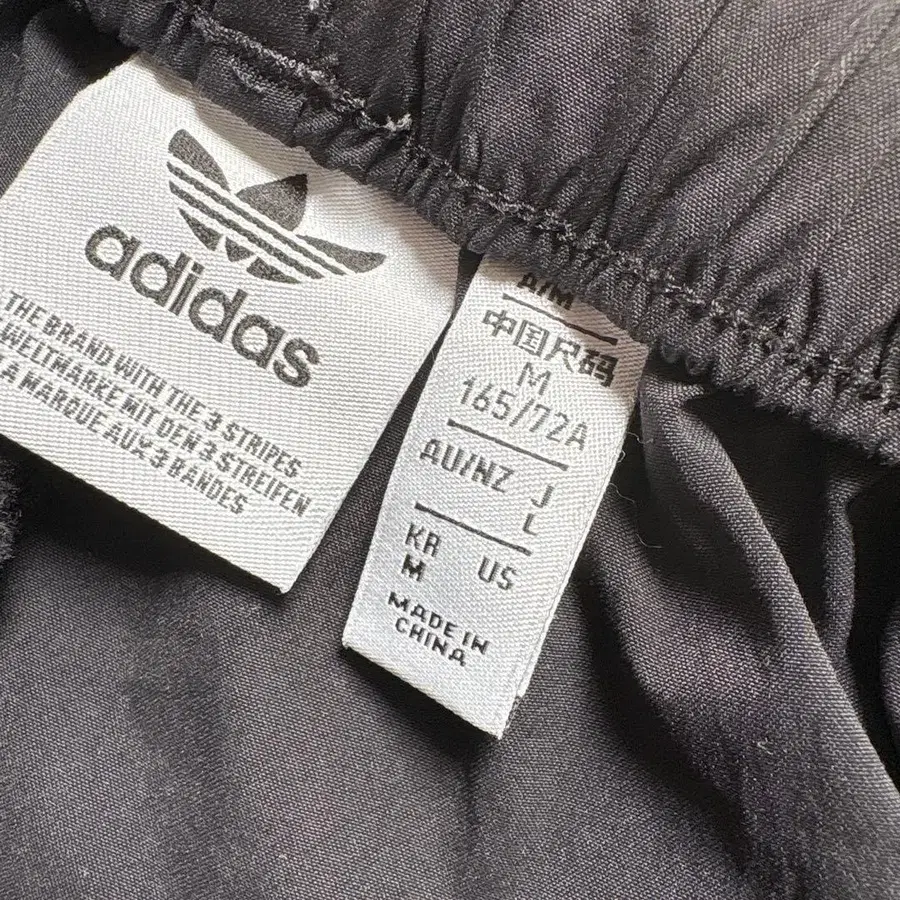 adidas
THE BRAND WITH THE 3 STRIPES
WELTMARKE MIT DEN 3 STREIFEN
LA MARQUE AUX 3 BANDES
A/M
中国尺码
M
165/72A
AU/NZ J
L
KR US
M
MADE IN
CHINA